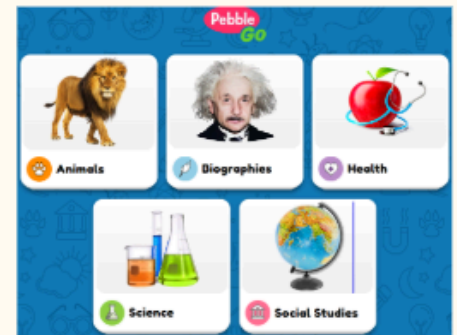 Pebble
Go
Animals
Biographies
Health
Science
Social Studies